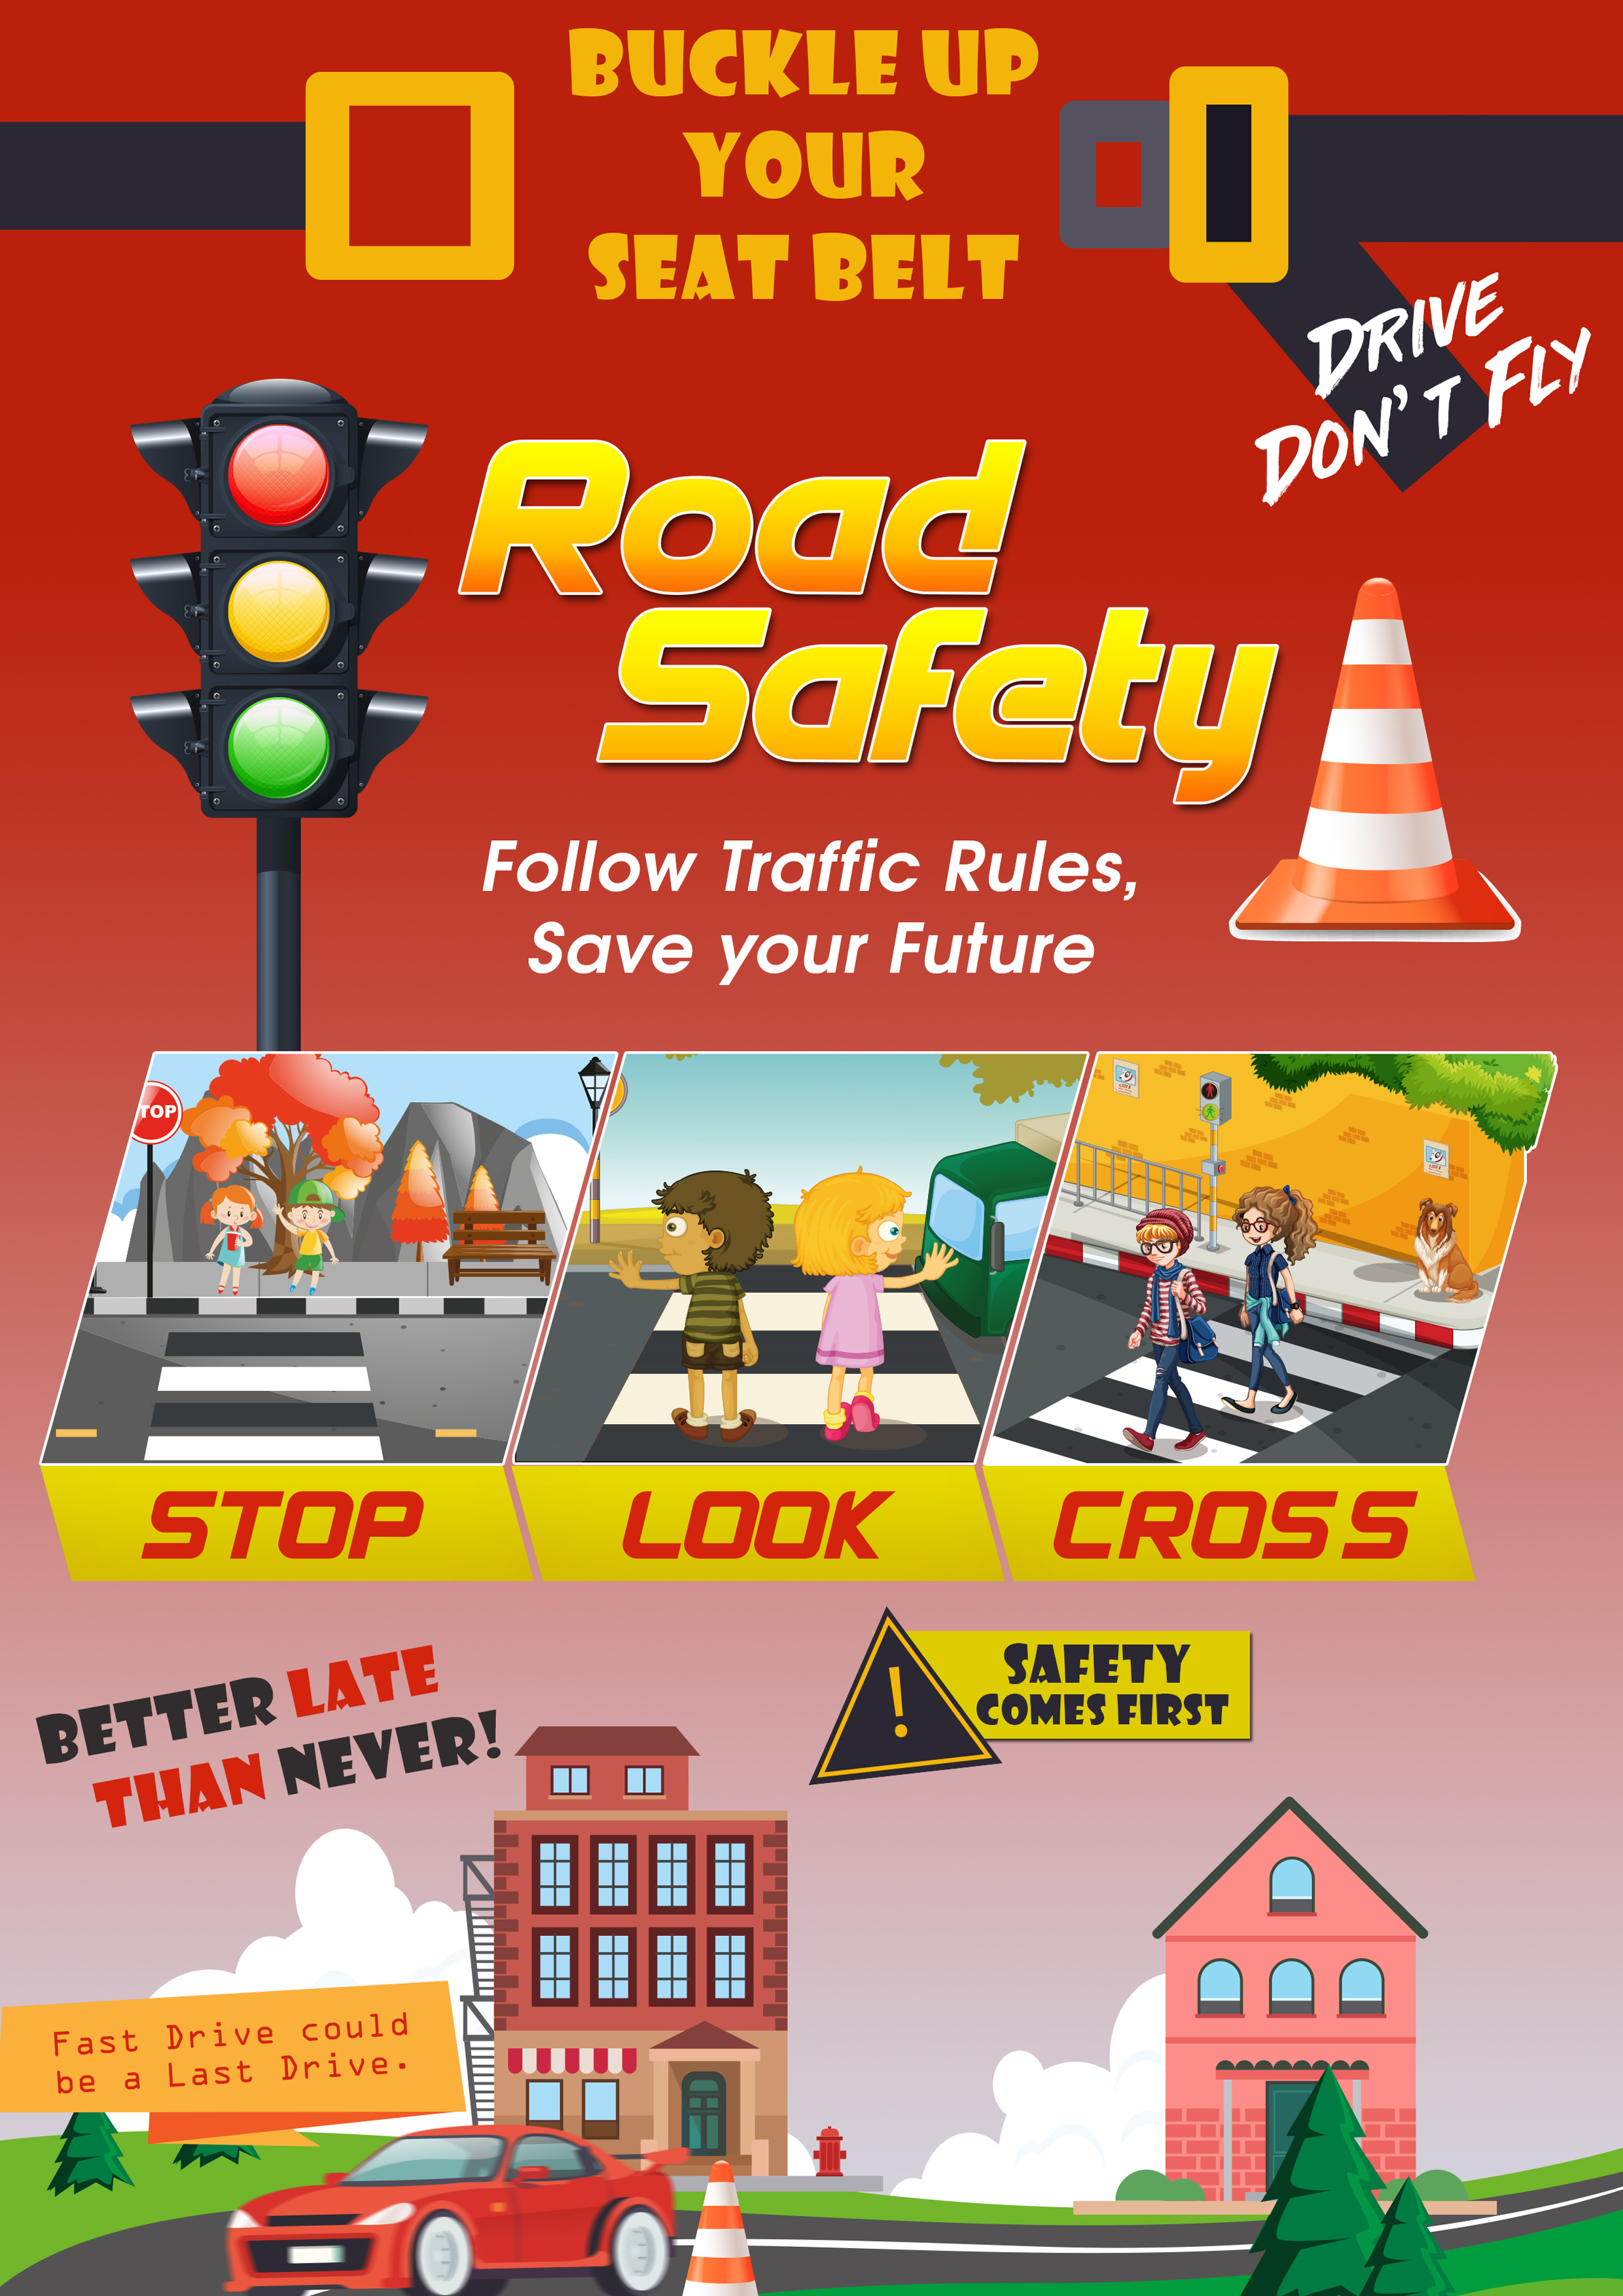 BUCKLE UP
YOUR
SEAT BELT
DRIVE
DON'T FLY
Road
Safety
Follow Traffic Rules,
Save your Future
TOP
STOP
LOOK
CROSS
BETTER LATE
THAN NEVER!
!
SAFETY
COMES FIRST
Fast Drive could
be a Last Drive.